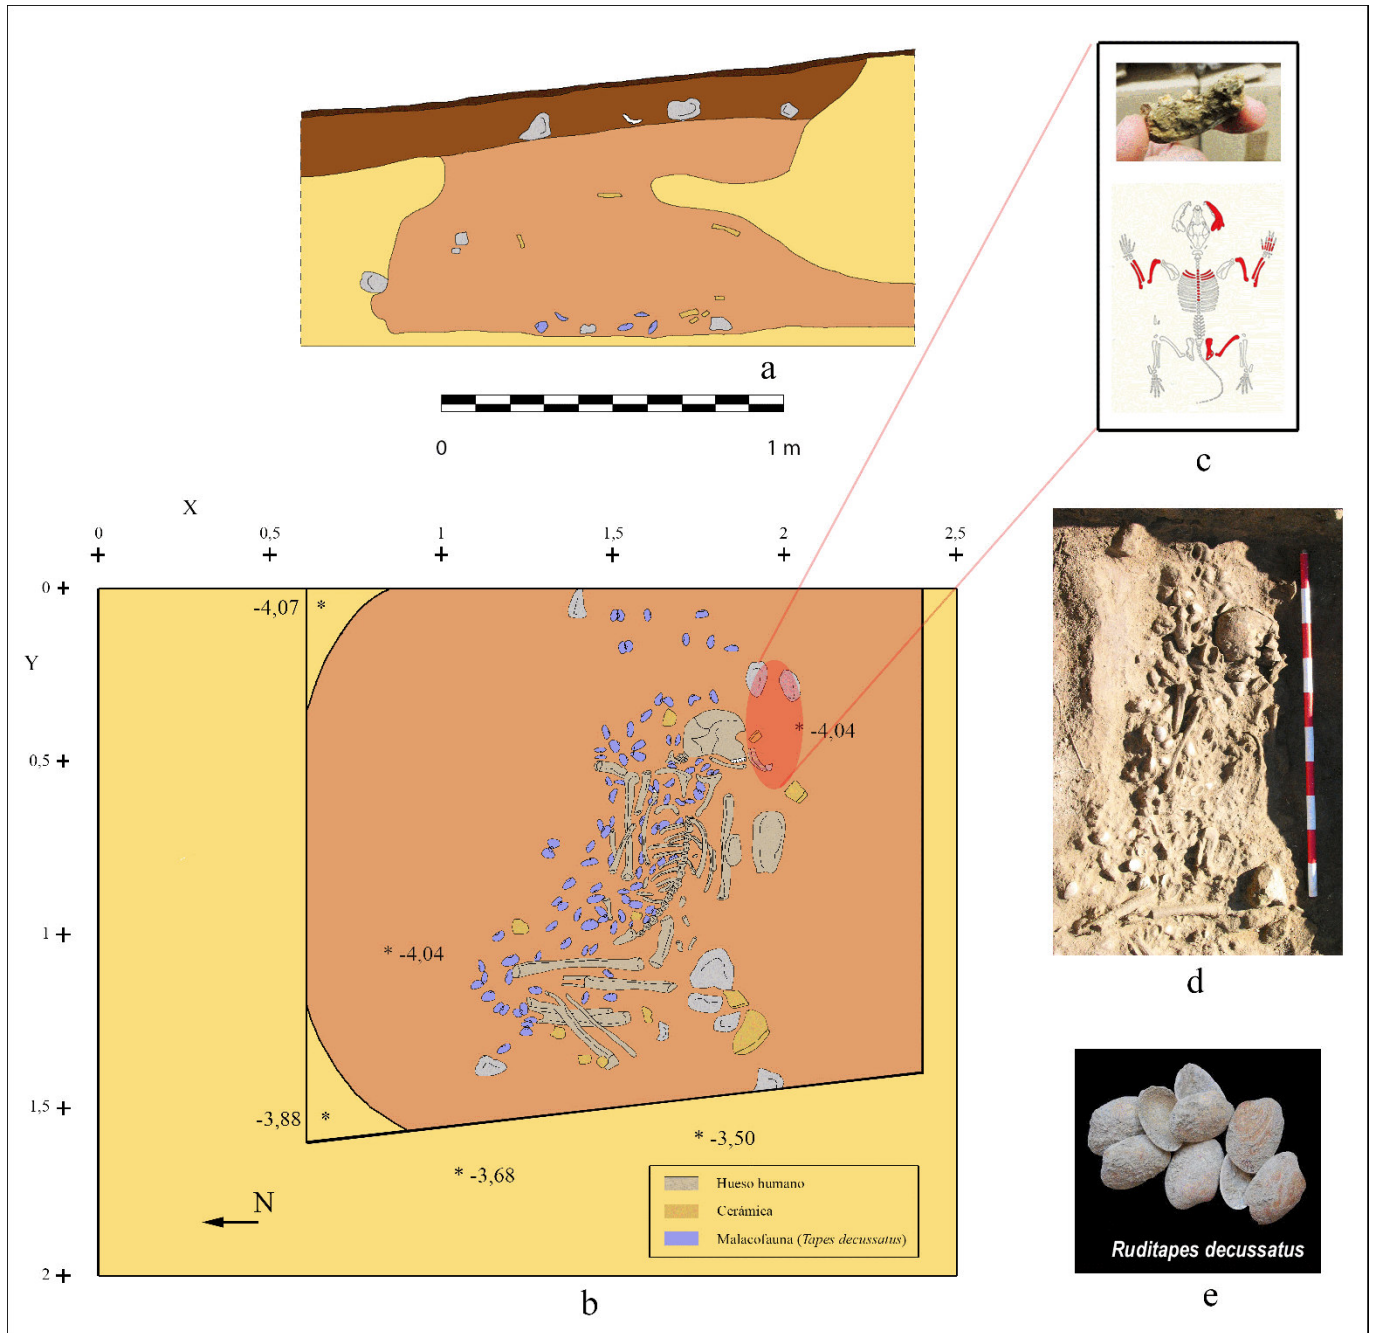 a
0
1 m
c
X
0
0,5
1
1,5
2
2,5
Y
0
0,5
1
1,5
2
-4,07 *
* -4,04
* -4,04
-3,88 *
* -3,50
* -3,68
N
Hueso humano
Cerámica
Malacofauna (Tapes decussatus)
b
d
Ruditapes decussatus
e